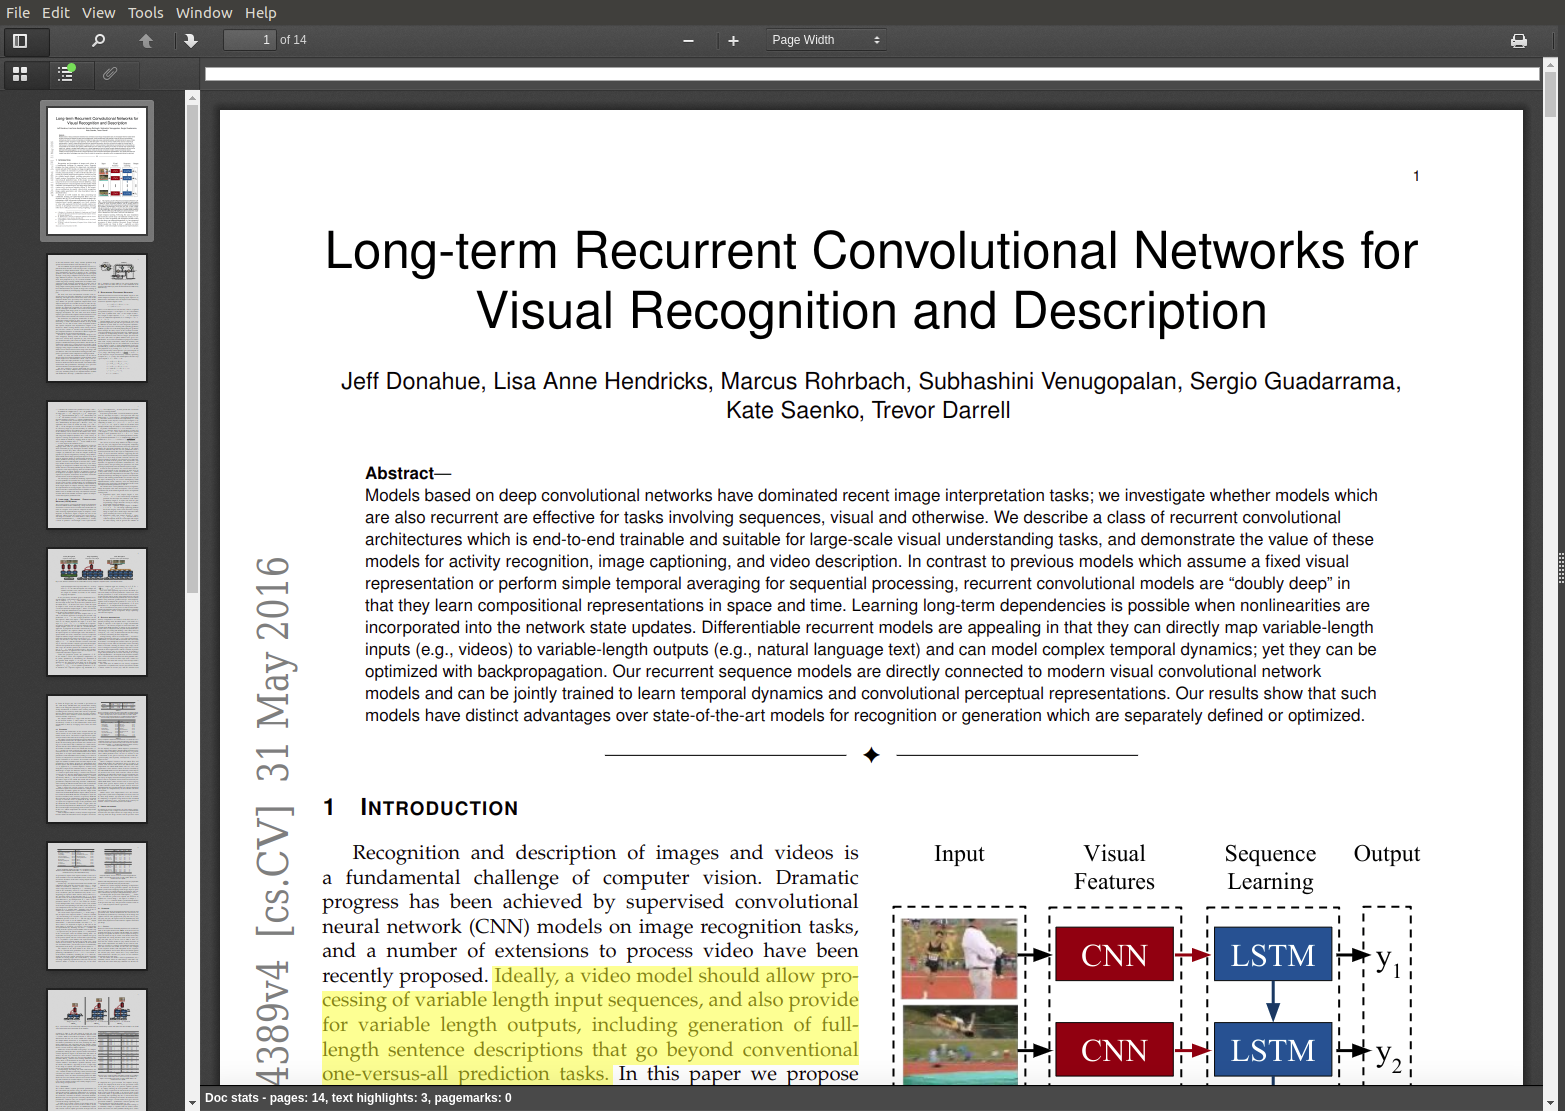 File Edit View Tools Window Help
1 of 14
Page Width
1
Long-term Recurrent Convolutional Networks for
Visual Recognition and Description
Jeff Donahue, Lisa Anne Hendricks, Marcus Rohrbach, Subhashini Venugopalan, Sergio Guadarrama,
Kate Saenko, Trevor Darrell
Abstract—
Models based on deep convolutional networks have dominated recent image interpretation tasks; we investigate whether models which
are also recurrent are effective for tasks involving sequences, visual and otherwise. We describe a class of recurrent convolutional
architectures which is end-to-end trainable and suitable for large-scale visual understanding tasks, and demonstrate the value of these
models for activity recognition, image captioning, and video description. In contrast to previous models which assume a fixed visual
representation or perform simple temporal averaging for sequential processing, recurrent convolutional models are “doubly deep” in
that they learn compositional representations in space and time. Learning long-term dependencies is possible when nonlinearities are
incorporated into the network state updates. Differentiable recurrent models are appealing in that they can directly map variable-length
inputs (e.g., videos) to variable-length outputs (e.g., natural language text) and can model complex temporal dynamics; yet they can be
optimized with backpropagation. Our recurrent sequence models are directly connected to modern visual convolutional network
models and can be jointly trained to learn temporal dynamics and convolutional perceptual representations. Our results show that such
models have distinct advantages over state-of-the-art models for recognition or generation which are separately defined or optimized.
4389v4 [cs.CV] 31 May 2016
1 INTRODUCTION
Recognition and description of images and videos is
a fundamental challenge of computer vision. Dramatic
progress has been achieved by supervised convolutional
neural network (CNN) models on image recognition tasks,
and a number of extensions to process video have been
recently proposed. Ideally, a video model should allow pro-
cessing of variable length input sequences, and also provide
for variable length outputs, including generation of full-
length sentence descriptions that go beyond conventional
one-versus-all prediction tasks. In this paper we propose
Input Visual Features Sequence Learning Output
CNN LSTM y1
CNN LSTM y2
Doc stats - pages: 14, text highlights: 3, pagemarks: 0